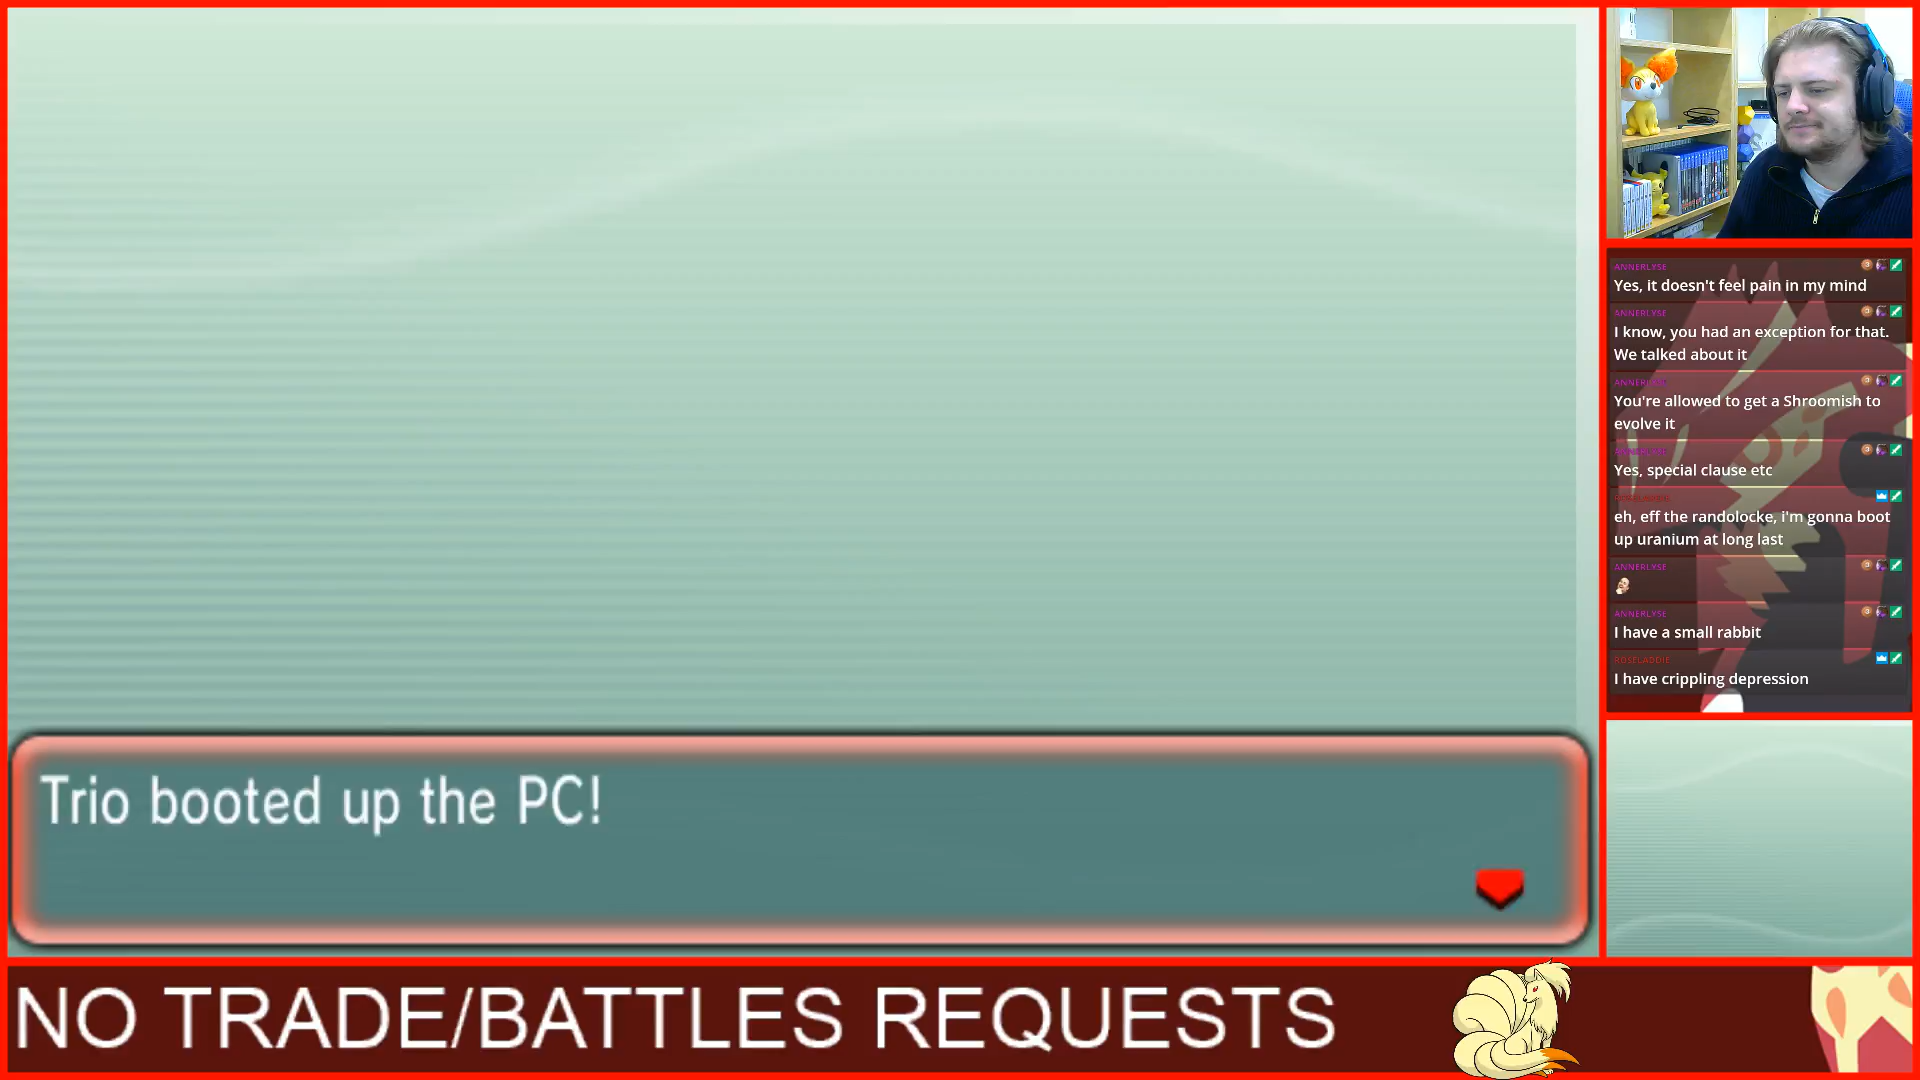 Trio booted up the PC!
NO TRADE/BATTLES REQUESTS
ANNERLYSE
Yes, it doesn't feel pain in my mind
ANNERLYSE
I know, you had an exception for that.
We talked about it
ANNERLYSE
You're allowed to get a Shroomish to
evolve it
Yes, special clause etc
eh, eff the randolocke, i'm gonna boot
up uranium at long last
ANNERLYSE
ANNERLYSE
I have a small rabbit
ROSELADDIE
I have crippling depression